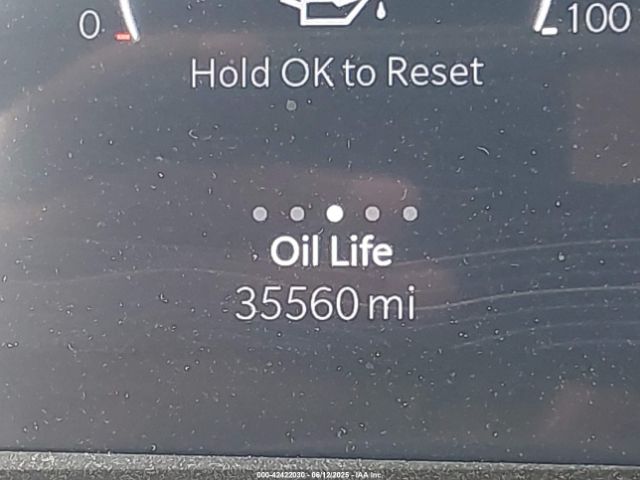 0 100
Hold OK to Reset
Oil Life
35560 mi
000-42422030 - 06/12/2025 - IAA Inc.